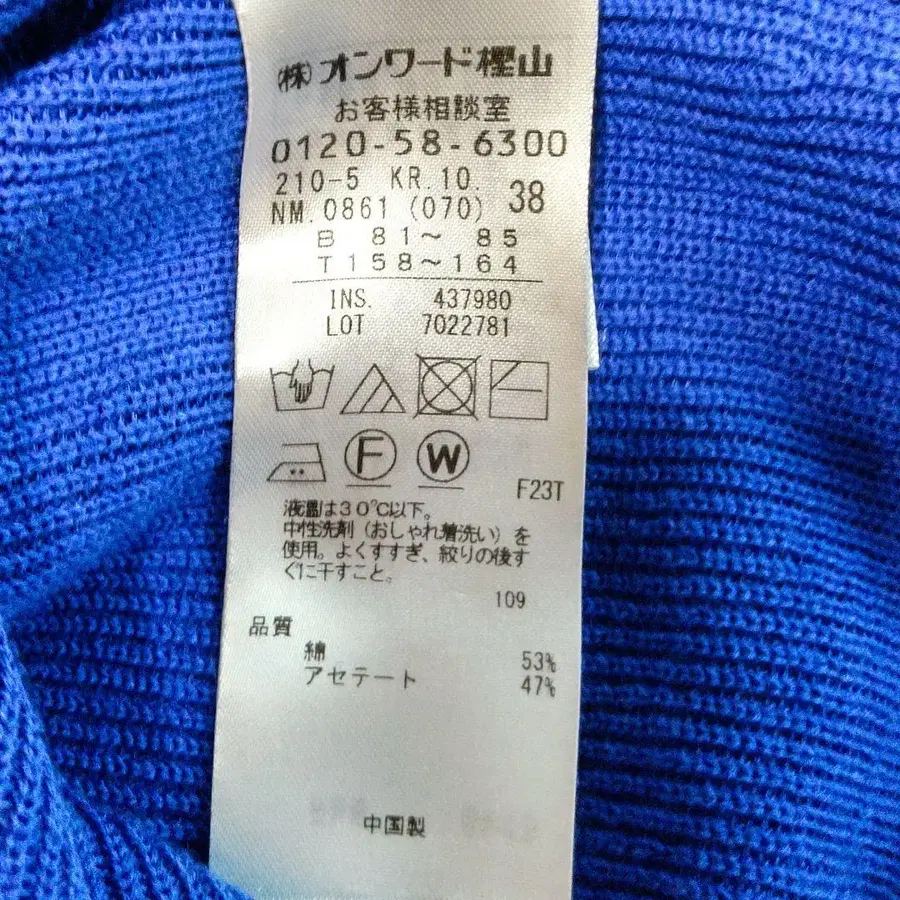 ㈱オンワード樫山
お客様相談室
0120-58-6300
210-5 KR.10. 38
NM.0861 (070)
B 81〜 85
T 158〜164
INS. 437980
LOT 7022781
F W
F23T
液温は30℃以下。
中性洗剤（おしゃれ着洗い）を
使用。よくすすぎ、絞りの後す
ぐに干すこと。
109
品質
綿 53%
アセテート 47%
中国製